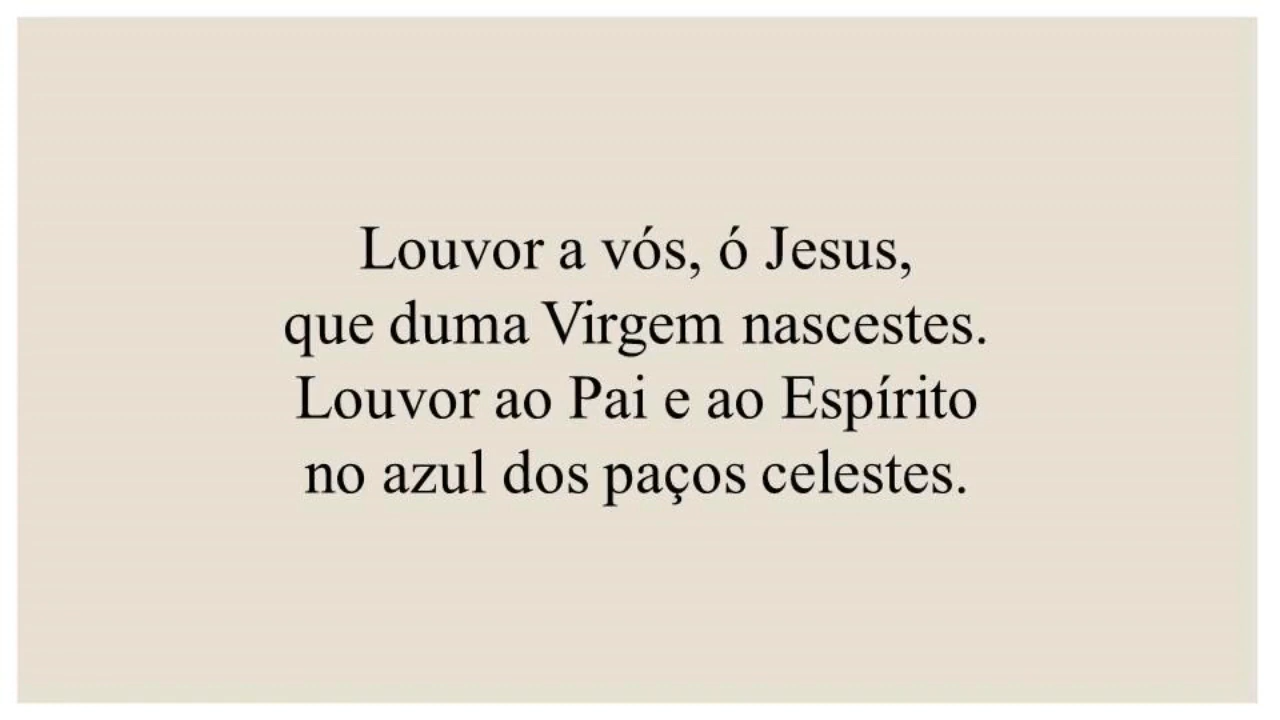 Louvor a vós, ó Jesus,
que duma Virgem nascestes.
Louvor ao Pai e ao Espírito
no azul dos paços celestes.